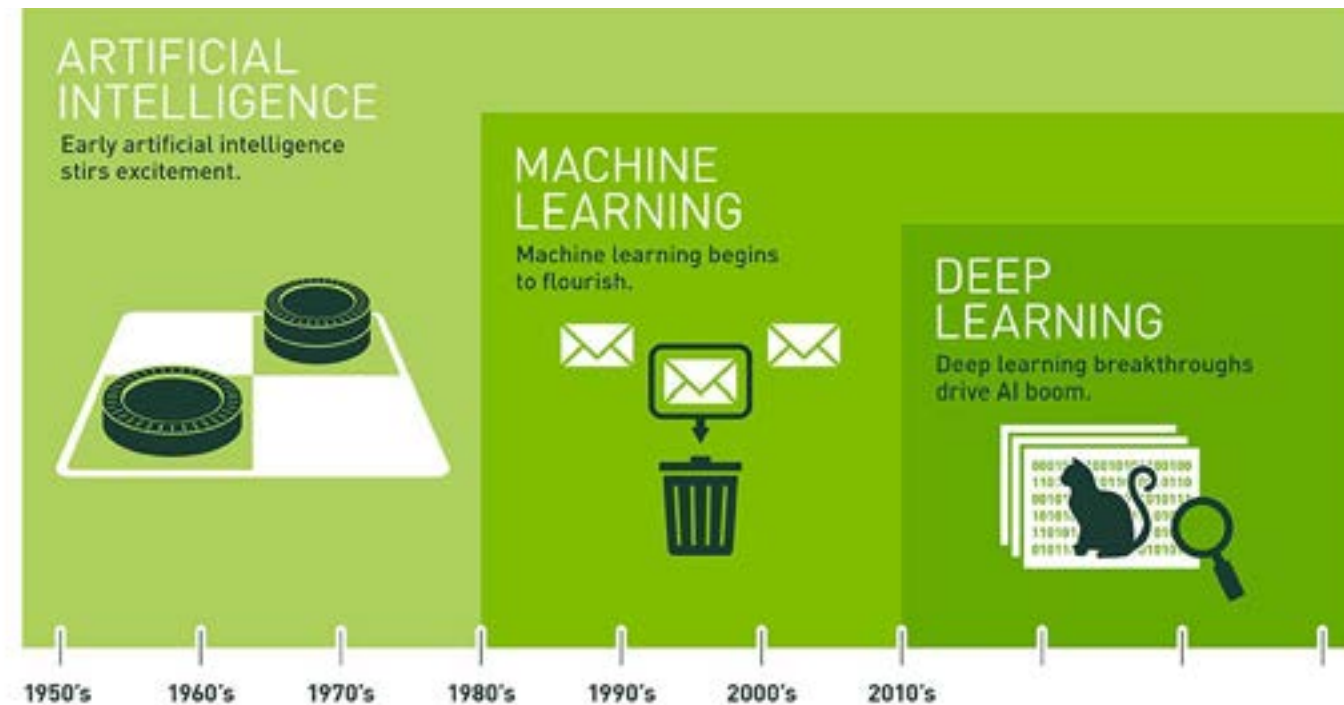 ARTIFICIAL
INTELLIGENCE
Early artificial intelligence
stirs excitement.
MACHINE
LEARNING
Machine learning begins
to flourish.
DEEP
LEARNING
Deep learning breakthroughs
drive AI boom.
1950's 1960's 1970's 1980's 1990's 2000's 2010's